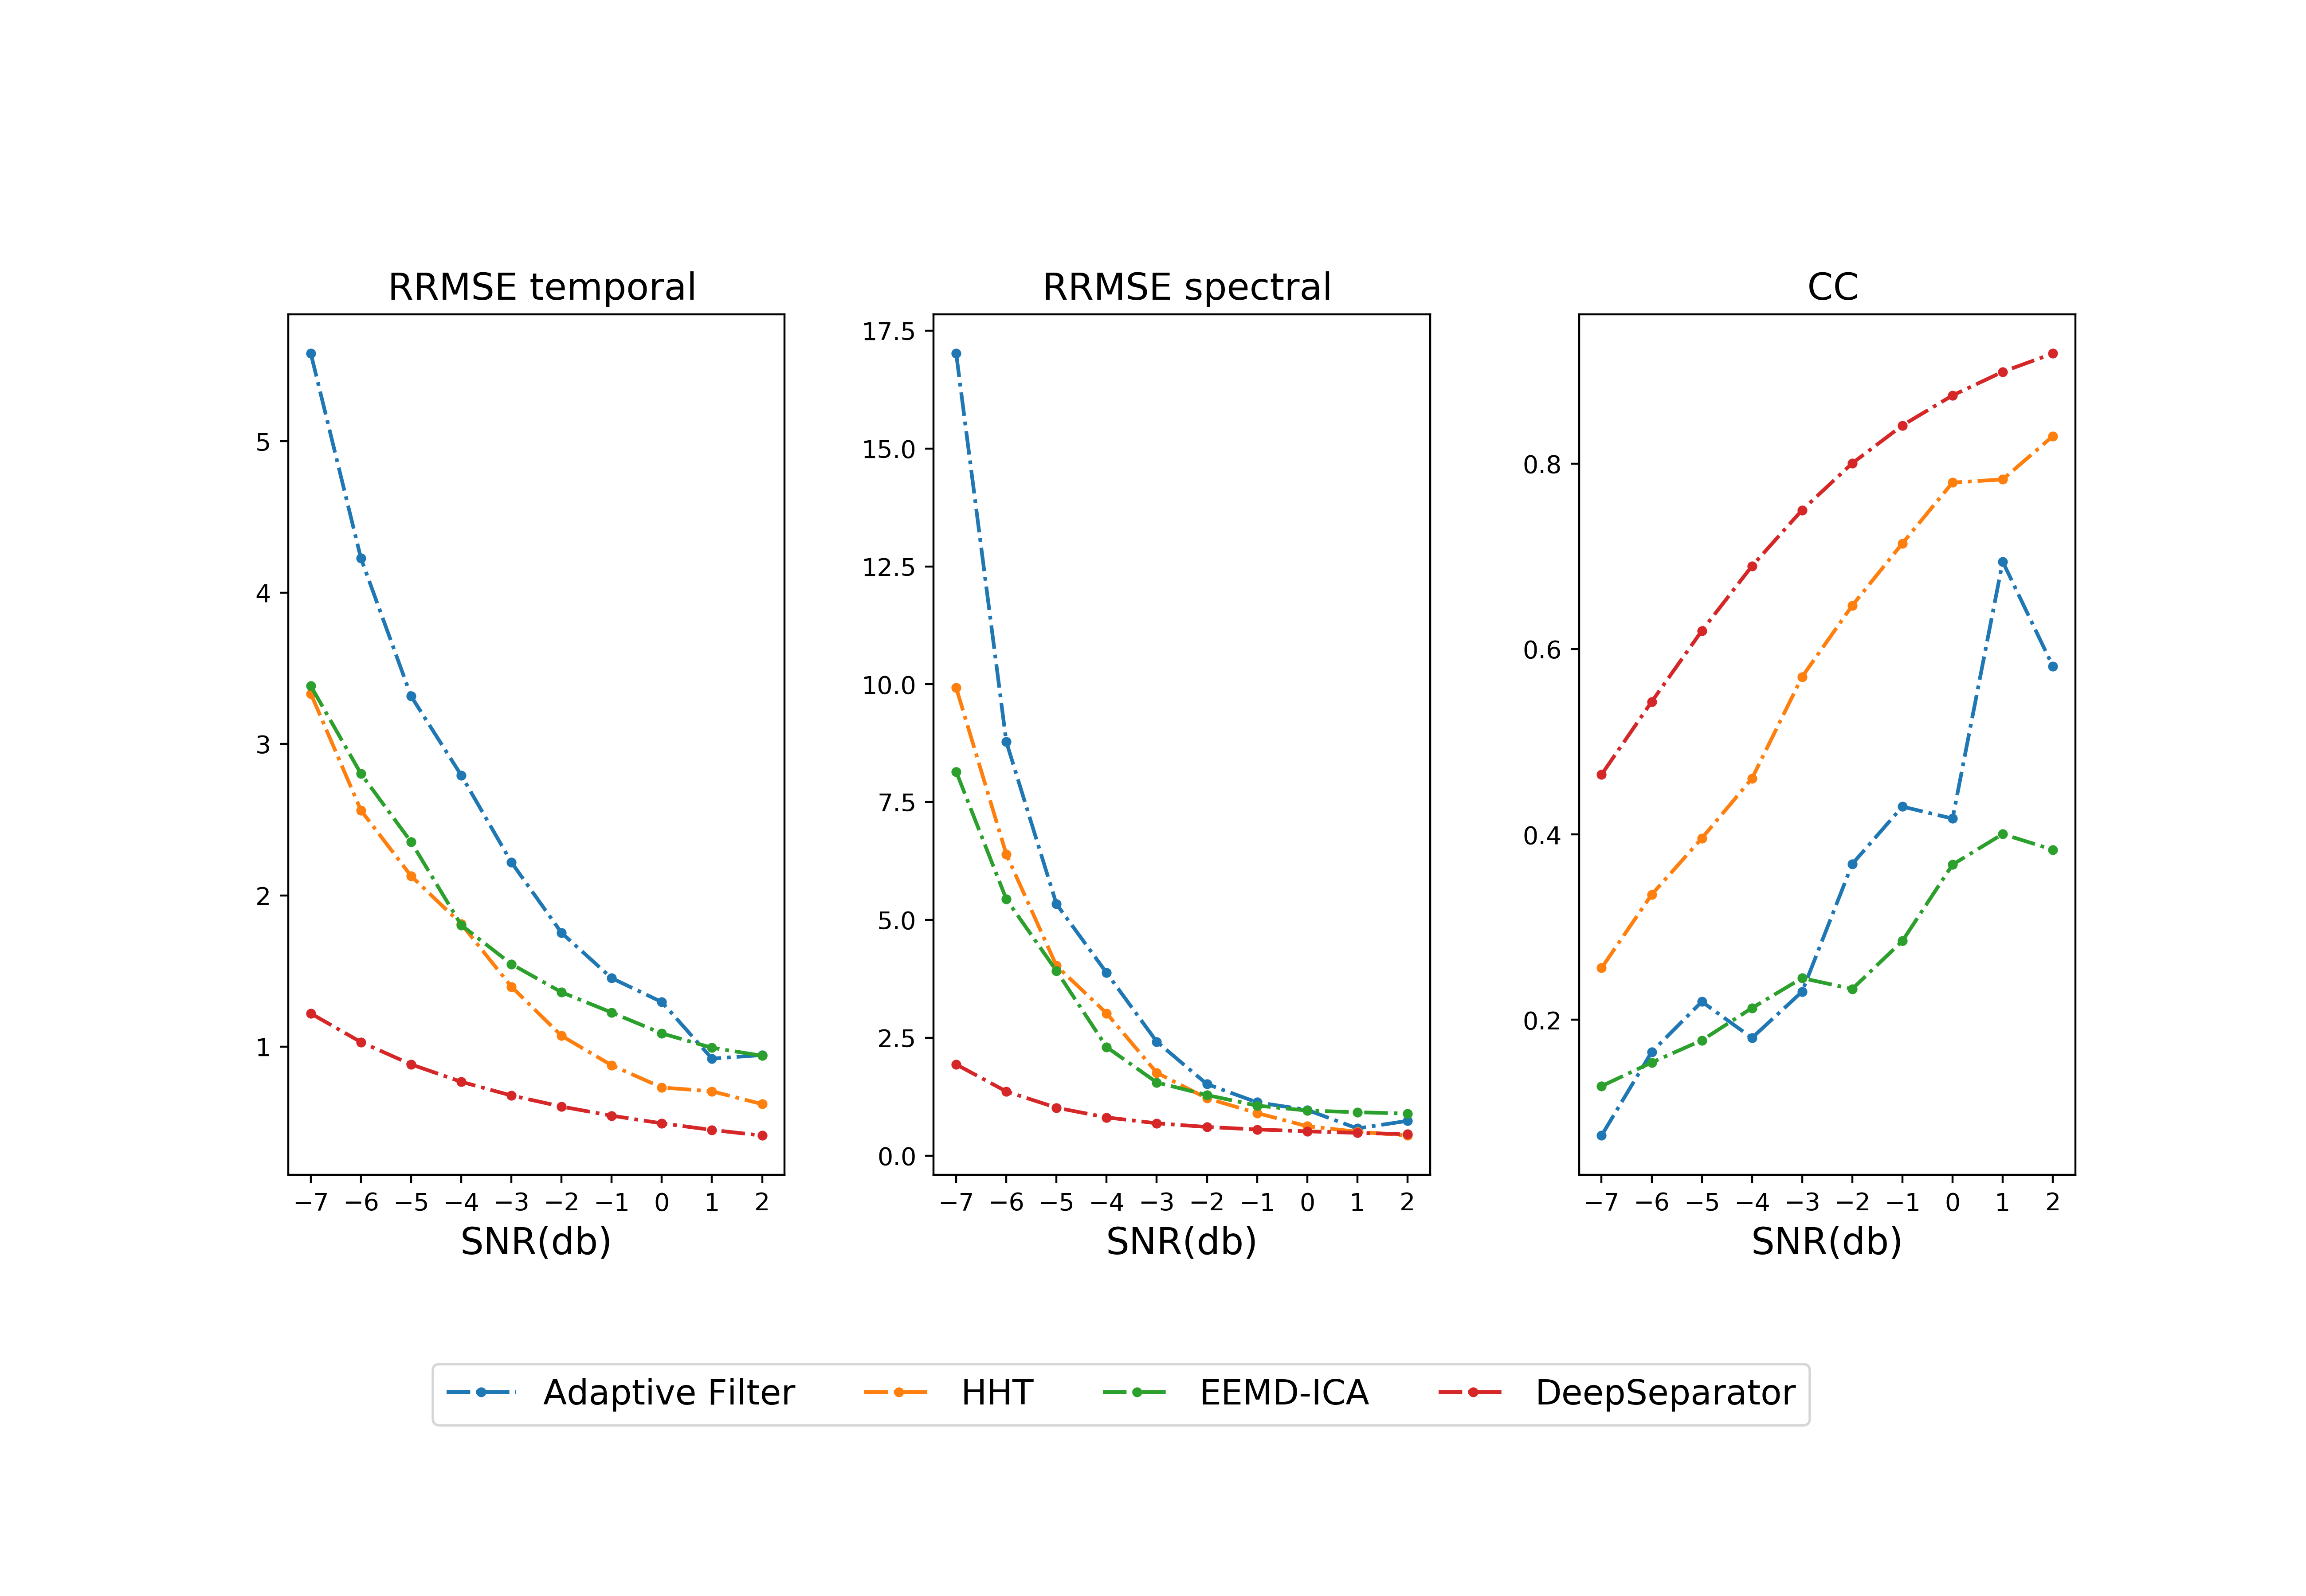 RRMSE temporal
5
4
3
2
1
−7 −6 −5 −4 −3 −2 −1 0 1 2
SNR(db)
RRMSE spectral
17.5
15.0
12.5
10.0
7.5
5.0
2.5
0.0
−7 −6 −5 −4 −3 −2 −1 0 1 2
SNR(db)
CC
0.8
0.6
0.4
0.2
−7 −6 −5 −4 −3 −2 −1 0 1 2
SNR(db)
Adaptive Filter HHT EEMD-ICA DeepSeparator